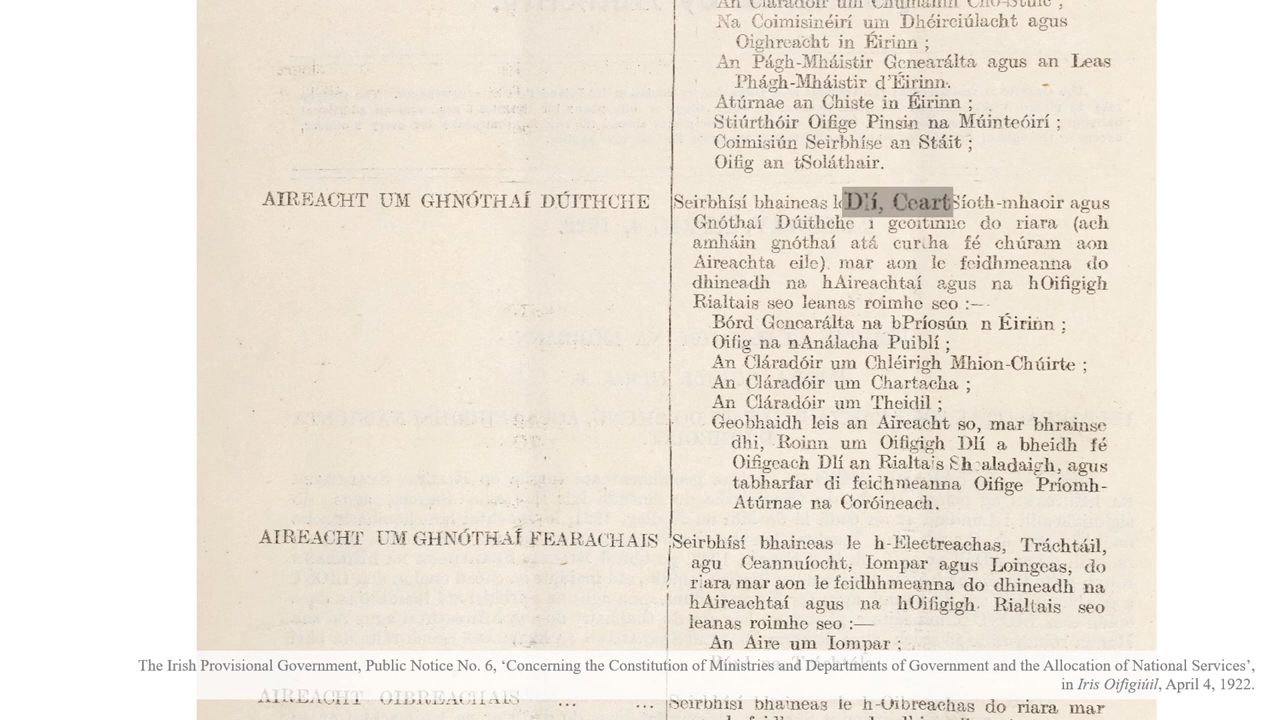 An Cláradóir um Chumainn Cho-Stuic ;
Na Coimisinéirí um Dhéirciúlacht agus
Oighreacht in Éirinn ;
An Págh-Mháistir Genearálta agus an Leas
Phágh-Mháistir d'Éirinn.
Atúrnae an Chiste in Éirinn ;
Stiúrthóir Oifige Pinsin na Múinteóirí ;
Coimisiún Seirbhíse an Stáit ;
Oifig an tSoláthair.
AIREACHT UM GHNÓTHAÍ DÚITHCHE Seirbhísí bhaineas le Dlí, Ceart Síoth-mhaoir agus
Gnóthaí Dúithche i gcoitinne do riara (ach
amháin gnóthaí atá curtha fé chúram aon
Aireachta eile) mar aon le feidhmeanna do
dhineadh na hAireachtaí agus na hOifigigh
Rialtais seo leanas roimhe seo :—
Bórd Genearálta na bPríosún n Éirinn ;
Oifig na nAnálacha Puiblí ;
An Cláradóir um Chléirigh Mhion-Chúirte ;
An Cláradóir um Chartacha ;
An Cláradóir um Theidil ;
Geobhaidh leis an Aireacht so, mar bhrainse
dhi, Roinn um Oifigigh Dlí a bheidh fé
Oifigeach Dlí an Rialtais Sh aladaigh, agus
tabharfar di feidhmeanna Oifige Príomh-
Atúrnae na Coróineach.
AIREACHT UM GHNÓTHAÍ FEARACHAIS Seirbhísí bhaineas le h-Electreachas, Tráchtáil,
agu Ceannuíocht, Iompar agus Loingeas, do
riara mar aon le feidhhmeanna do dhineadh na
hAireachtaí agus na hOifigigh Rialtais seo
leanas roimhe seo :—
An Aire um Iompar ;
The Irish Provisional Government, Public Notice No. 6, ‘Concerning the Constitution of Ministries and Departments of Government and the Allocation of National Services’,
in Iris Oifigiúil, April 4, 1922.
AIREACHT OIBREACHAIS ... ... Seirbhísí bhaineas le h-Oibreachas do riara mar